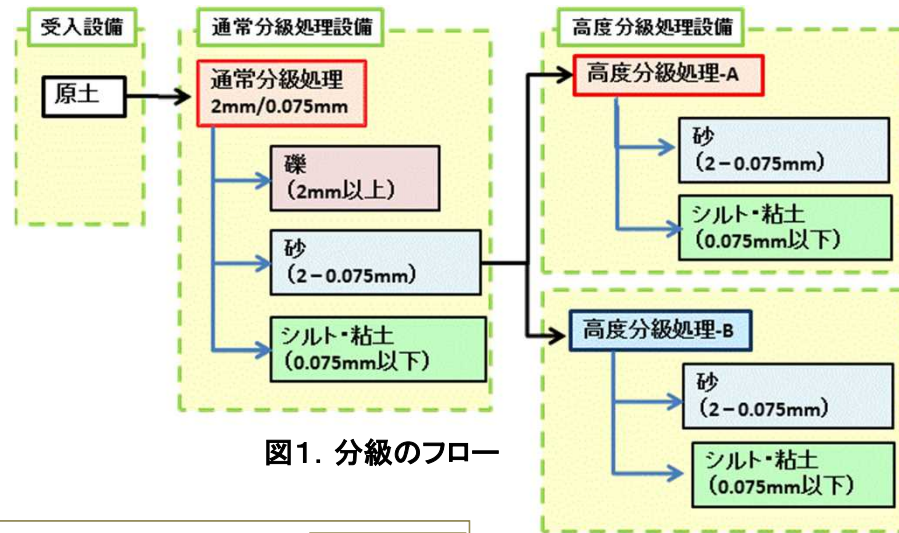 受入設備
原土
通常分級処理設備
通常分級処理
2mm/0.075mm
礫
（2mm以上）
砂
（2－0.075mm）
シルト・粘土
（0.075mm以下）
高度分級処理設備
高度分級処理-A
砂
（2－0.075mm）
シルト・粘土
（0.075mm以下）
高度分級処理-B
砂
（2－0.075mm）
シルト・粘土
（0.075mm以下）
図1．分級のフロー